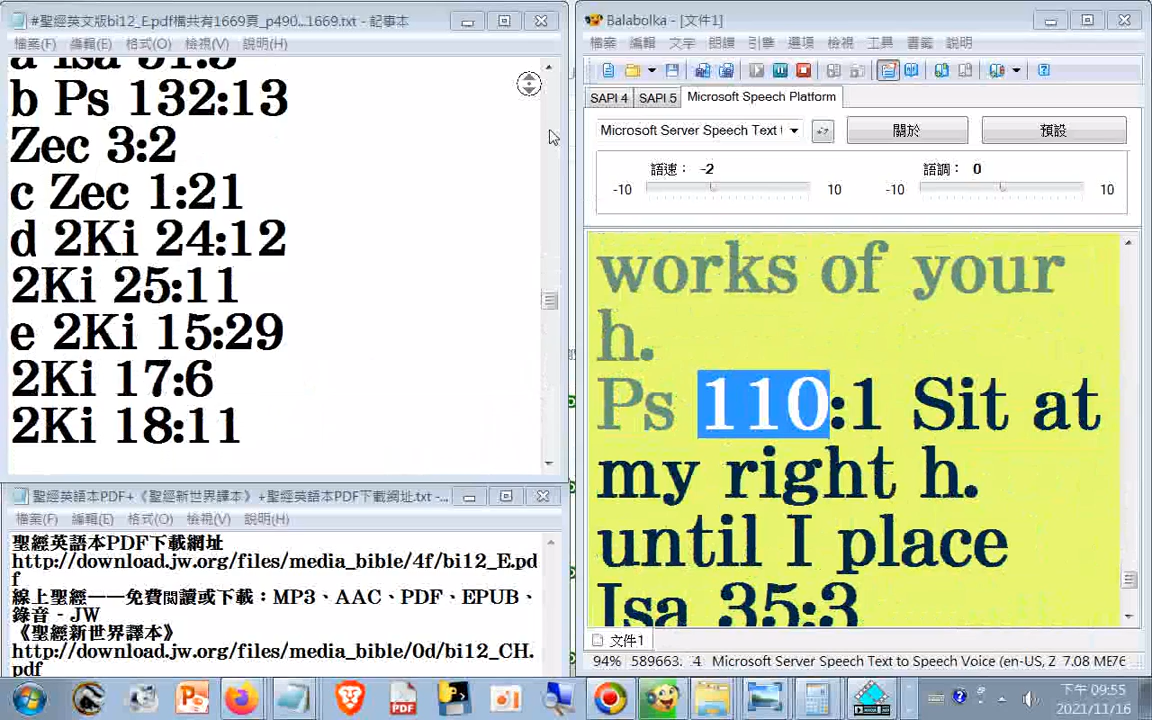 #聖經英文版bi12_E.pdf檔共有1669頁_p490...1669.txt - 記事本
檔案(F) 編輯(E) 格式(O) 檢視(V) 說明(H)
a Isa 51:3
b Ps 132:13
Zec 3:2
c Zec 1:21
d 2Ki 24:12
2Ki 25:11
e 2Ki 15:29
2Ki 17:6
2Ki 18:11
聖經英語本PDF+《聖經新世界譯本》+聖經英語本PDF下載網址.txt -...
檔案(F) 編輯(E) 格式(O) 檢視(V) 說明(H)
聖經英語本PDF下載網址
http://download.jw.org/files/media_bible/4f/bi12_E.pd
f
線上聖經——免費閱讀或下載：MP3、AAC、PDF、EPUB、
錄音 - JW
《聖經新世界譯本》
http://download.jw.org/files/media_bible/0d/bi12_CH.
pdf
Balabolka - [文件1]
檔案 編輯 文字 朗讀 引擎 選項 檢視 工具 書籤 說明
SAPI 4 SAPI 5 Microsoft Speech Platform
Microsoft Server Speech Text 關於 預設
語速： -2 語調： 0
-10 10 -10 10
works of your
h.
Ps 110:1 Sit at
my right h.
until I place
Isa 35:3
文件1
94% 589663. 4 Microsoft Server Speech Text to Speech Voice (en-US, Z 7.08 ME76
下午 09:55
2021/11/16